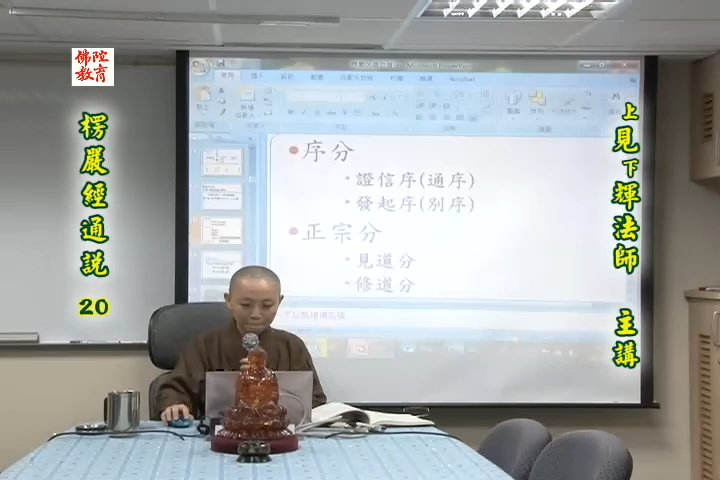 佛陀
教育
楞嚴經通説 20
上見下輝法師 主講
序分
證信序(通序)
發起序(別序)
正宗分
見道分
修道分